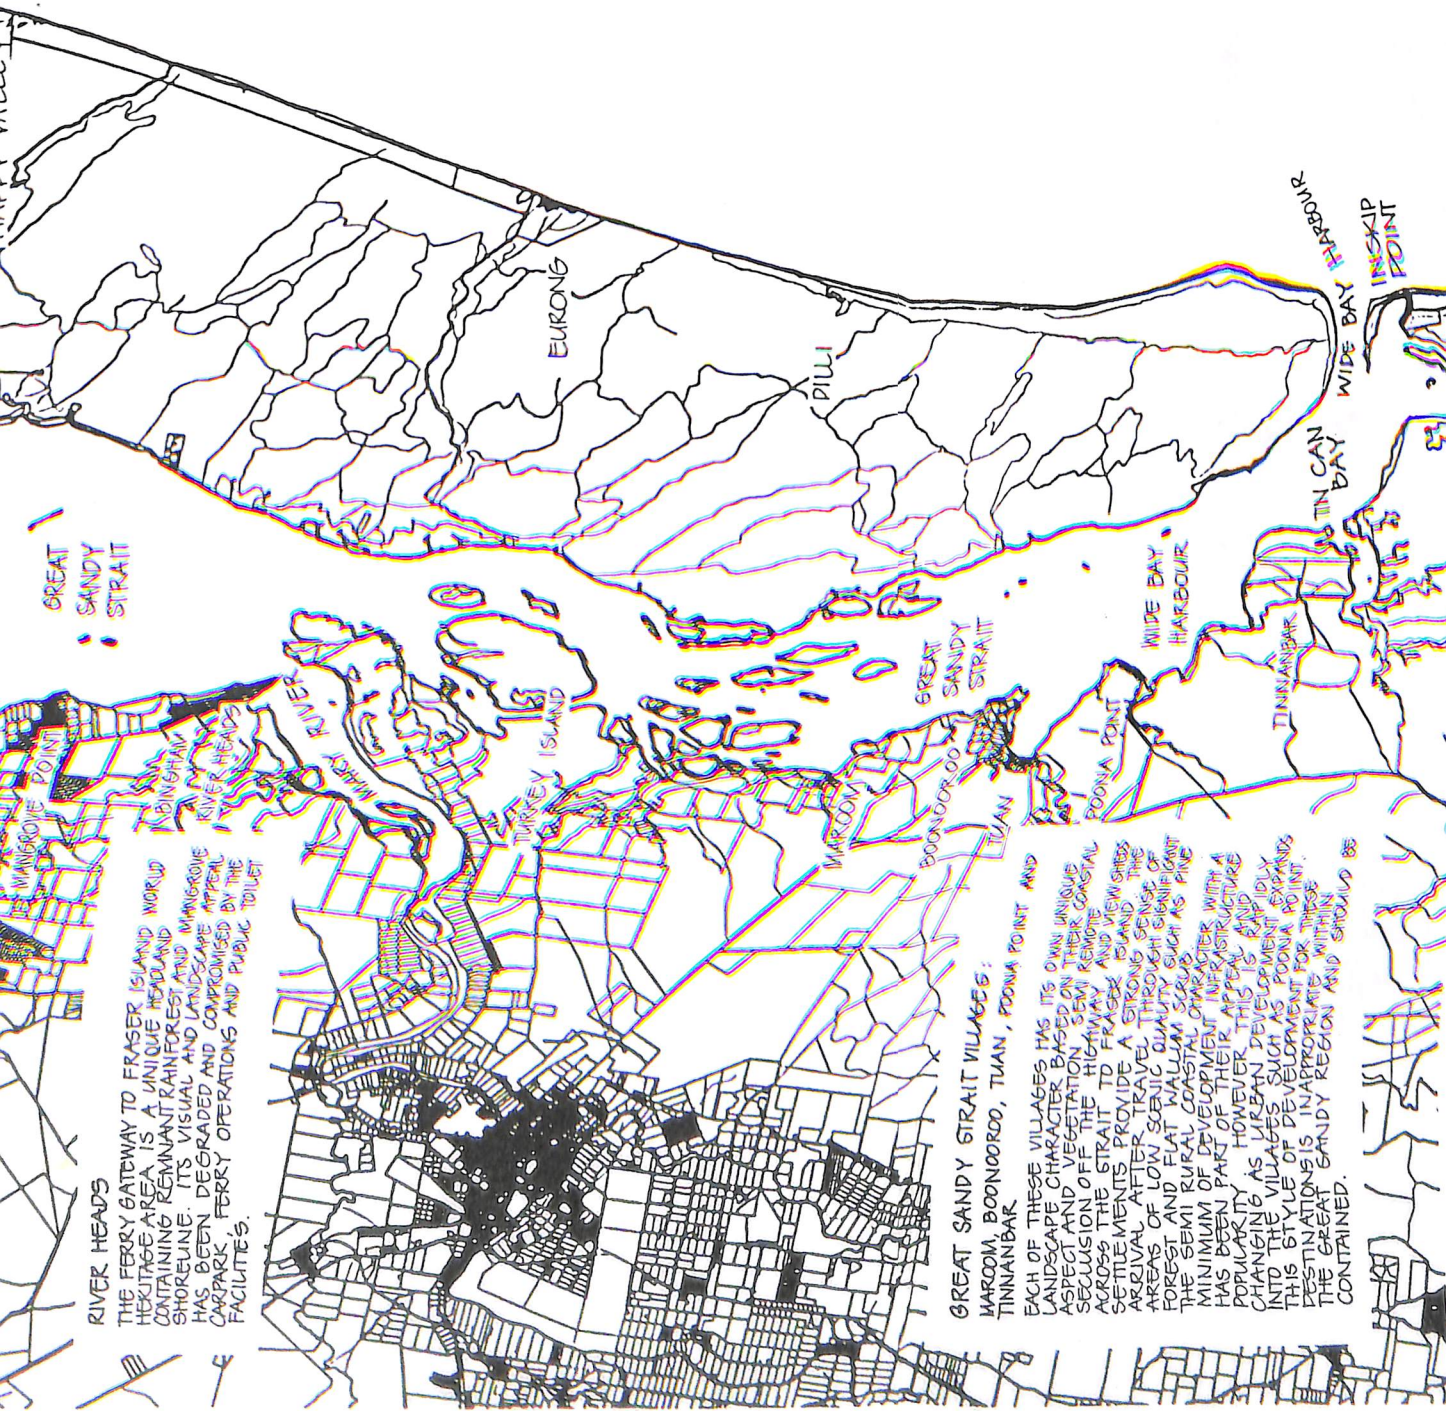 GREAT
SANDY
STRAIT
MANGROVE POINT
BINGHAM
RIVER HEADS
MARY RIVER
TURKEY ISLAND
EURONG
DILLI
MAROOM
BOONOOROO
TUAN
GREAT
SANDY
STRAIT
POONA POINT
WIDE BAY
HARBOUR
TINNANBAR
TIN CAN
BAY
WIDE BAY HARBOUR
INSKIP
POINT
RIVER HEADS
THE FERRY GATEWAY TO FRASER ISLAND WORLD
HERITAGE AREA IS A UNIQUE HEADLAND
CONTAINING REMNANT RAINFOREST AND MANGROVE
SHORELINE. ITS VISUAL AND LANDSCAPE APPEAL
HAS BEEN DEGRADED AND COMPROMISED BY THE
CARPARK, FERRY OPERATIONS AND PUBLIC TOILET
FACILITE'S.
GREAT SANDY STRAIT VILLAGES:
MAROOM, BOONOOROO, TUAN, POONA POINT AND
TINNANBAR
EACH OF THESE VILLAGES HAS ITS OWN UNIQUE
LANDSCAPE CHARACTER BASED ON THEIR COASTAL
ASPECT AND VEGETATION. SEMI REMOTE
SECLUSION OFF THE HIGHWAY AND VIEW SHEDS
ACROSS THE STRAIT TO FRASER ISLAND. THE
SETTLEMENTS PROVIDE A STRONG SENSE OF
ARRIVAL AFTER TRAVEL THROUGH SIGNIFICANT
AREAS OF LOW SCENIC QUALITY SUCH AS PINE
FOREST AND FLAT WALLUM SCRUB.
THE SEMI RURAL COASTAL CHARACTER WITH A
MINIMUM OF DEVELOPMENT INFRASTRUCTURE
HAS BEEN PART OF THEIR APPEAL AND
POPULARITY. HOWEVER, THIS IS RAPIDLY
CHANGING AS URBAN DEVELOPMENT EXPANDS
INTO THE VILLAGES SUCH AS POONA POINT.
THIS STYLE OF DEVELOPMENT FOR THESE
DESTINATIONS IS INAPPROPRIATE WITHIN
THE GREAT SANDY REGION AND SHOULD BE
CONTAINED.